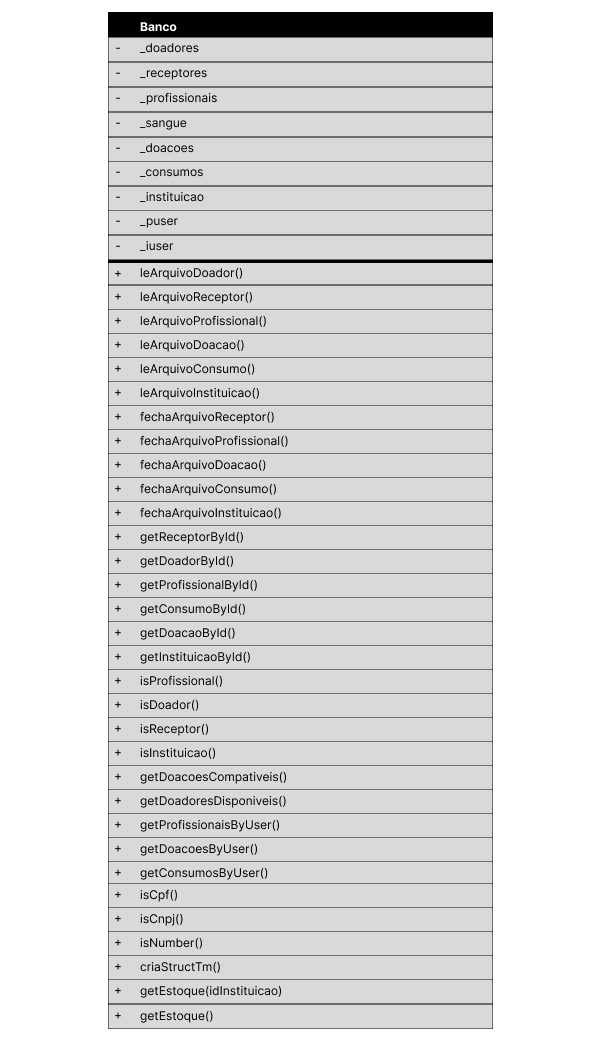 Banco
- _doadores
- _receptores
- _profissionais
- _sangue
- _doacoes
- _consumos
- _instituicao
- _puser
- _iuser
+ leArquivoDoador()
+ leArquivoReceptor()
+ leArquivoProfissional()
+ leArquivoDoacao()
+ leArquivoConsumo()
+ leArquivoInstituicao()
+ fechaArquivoReceptor()
+ fechaArquivoProfissional()
+ fechaArquivoDoacao()
+ fechaArquivoConsumo()
+ fechaArquivoInstituicao()
+ getReceptorById()
+ getDoadorById()
+ getProfissionalById()
+ getConsumoById()
+ getDoacaoById()
+ getInstituicaoById()
+ isProfissional()
+ isDoador()
+ isReceptor()
+ isInstituicao()
+ getDoacoesCompativeis()
+ getDoadoresDisponiveis()
+ getProfissionaisByUser()
+ getDoacoesByUser()
+ getConsumosByUser()
+ isCpf()
+ isCnpj()
+ isNumber()
+ criaStructTm()
+ getEstoque(idInstituicao)
+ getEstoque()